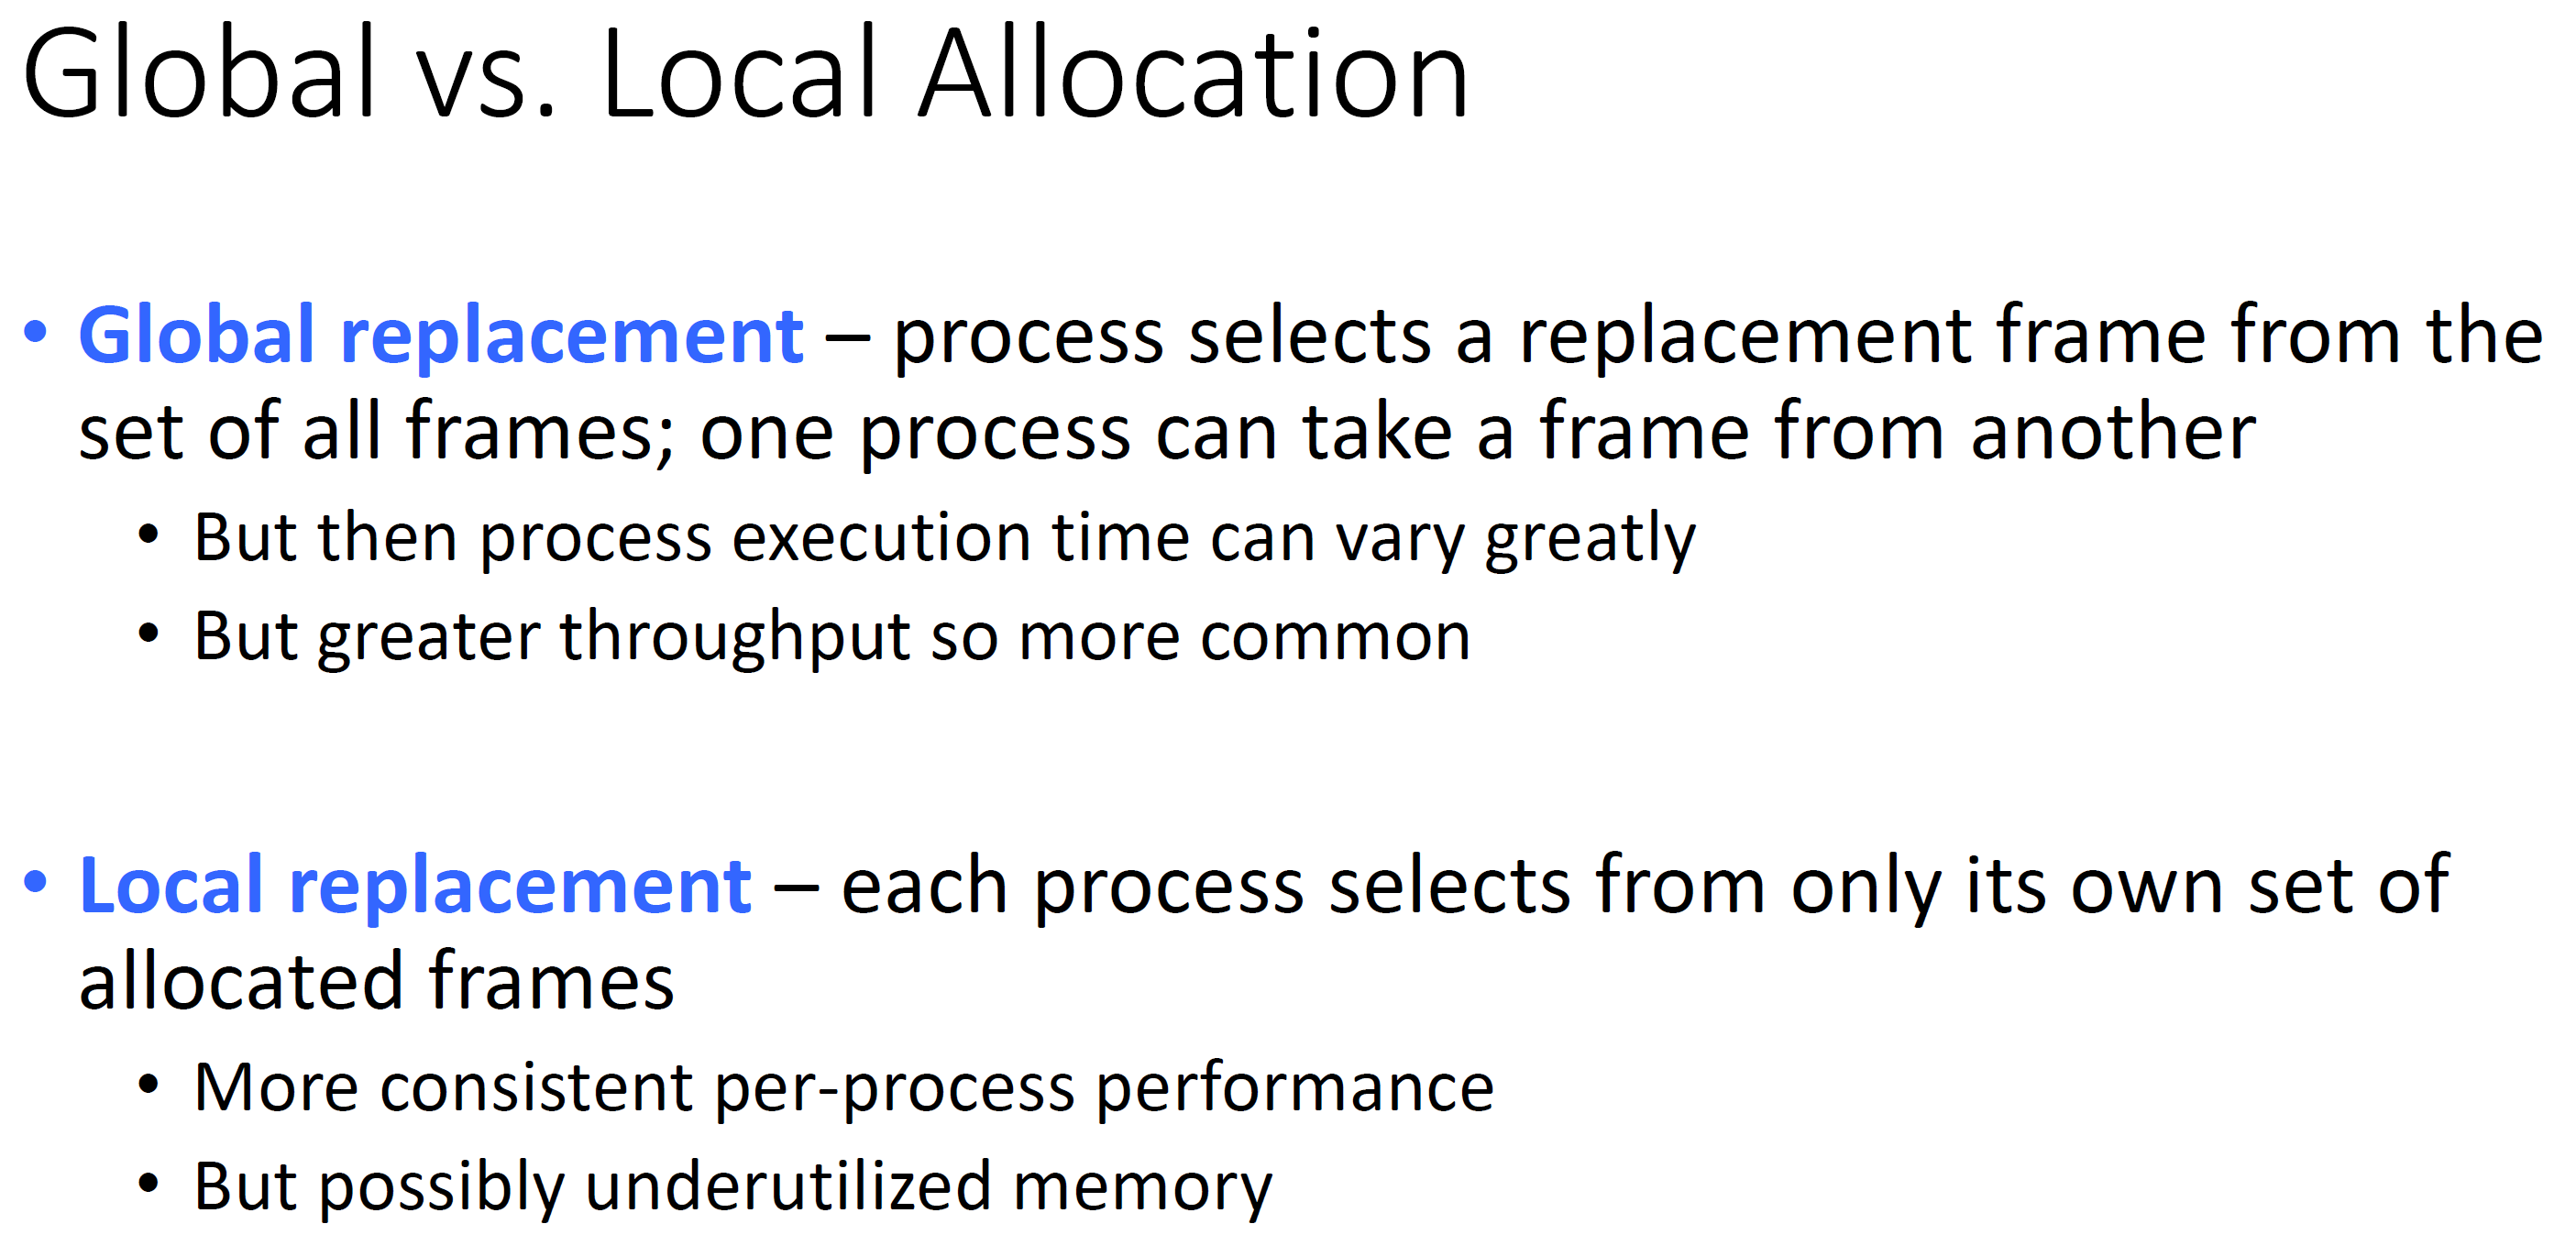 Global vs. Local Allocation
• Global replacement – process selects a replacement frame from the
set of all frames; one process can take a frame from another
• But then process execution time can vary greatly
• But greater throughput so more common
• Local replacement – each process selects from only its own set of
allocated frames
• More consistent per-process performance
• But possibly underutilized memory